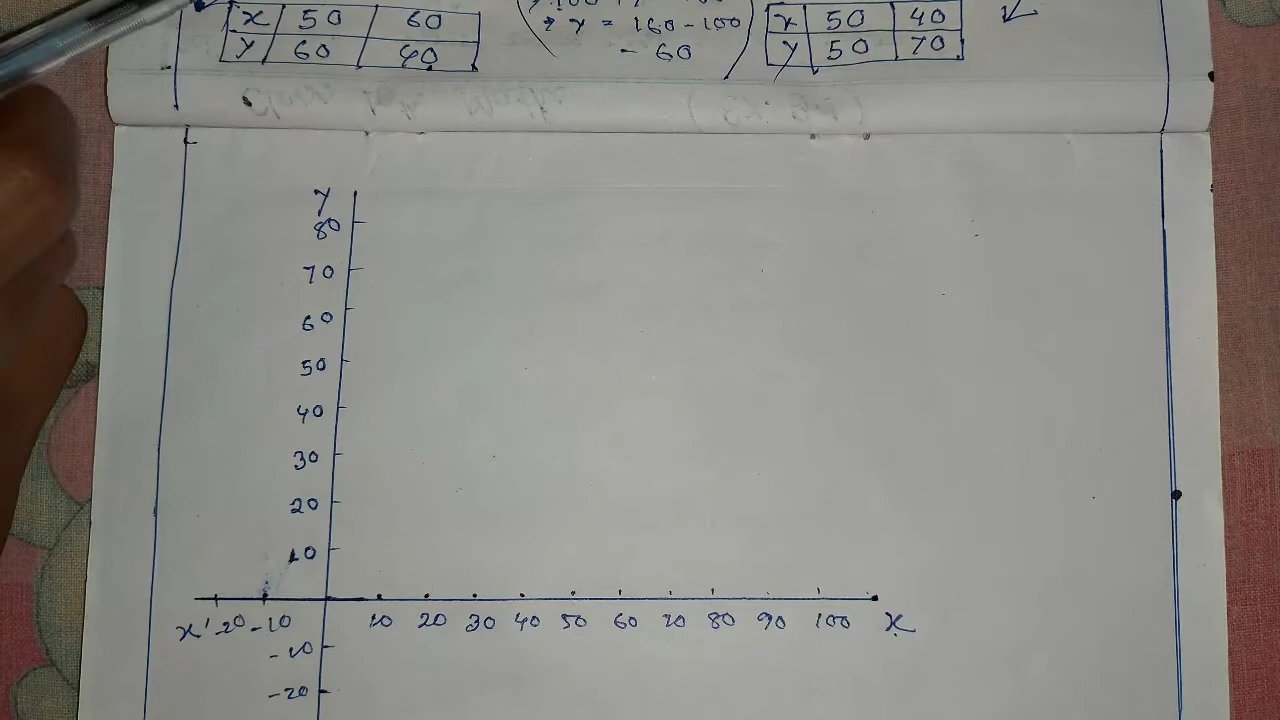 x 50 60
y 60 40
y = 160-100
- 60
x 50 40
y 50 70
y
80
70
60
50
40
30
20
10
x' -20 -10 10 20 30 40 50 60 70 80 90 100 x
-10
-20